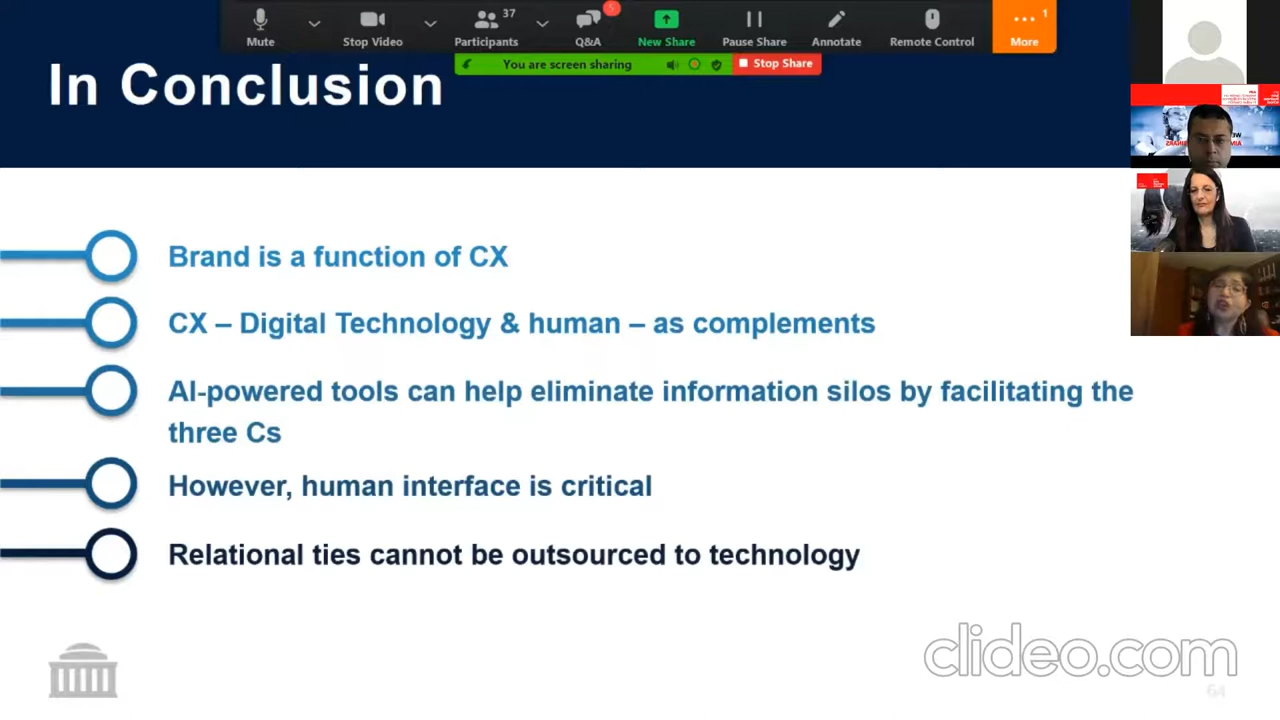 37
5
1
Mute
Stop Video
Participants
Q&A
New Share
Pause Share
Annotate
Remote Control
More
You are screen sharing
Stop Share
In Conclusion
Brand is a function of CX
CX – Digital Technology & human – as complements
AI-powered tools can help eliminate information silos by facilitating the
three Cs
However, human interface is critical
Relational ties cannot be outsourced to technology
clideo.com
64